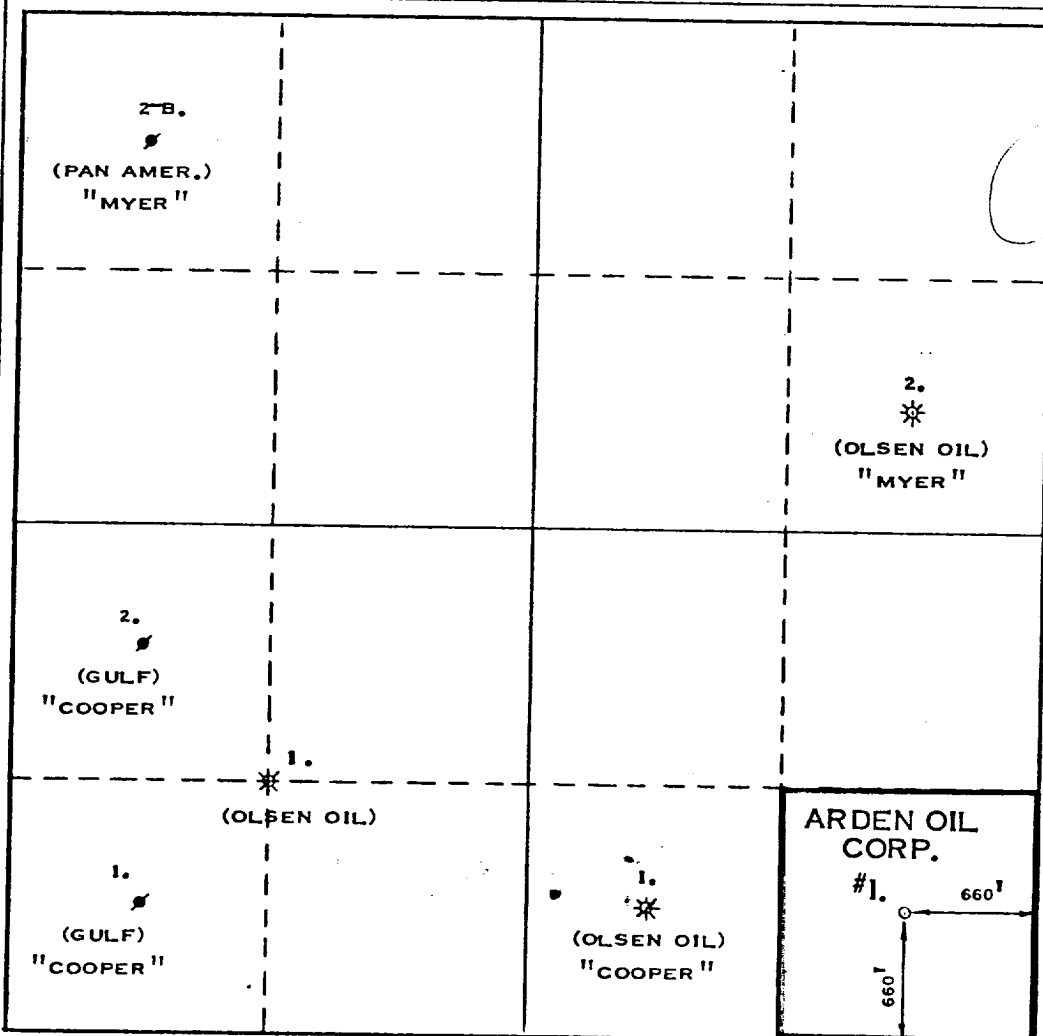 2-B.
(PAN AMER.)
"MYER"
2.
(OLSEN OIL)
"MYER"
2.
(GULF)
"COOPER"
1.
(OLSEN OIL)
1.
(GULF)
"COOPER"
1.
(OLSEN OIL)
"COOPER"
ARDEN OIL
CORP.
#1.
660'
660'